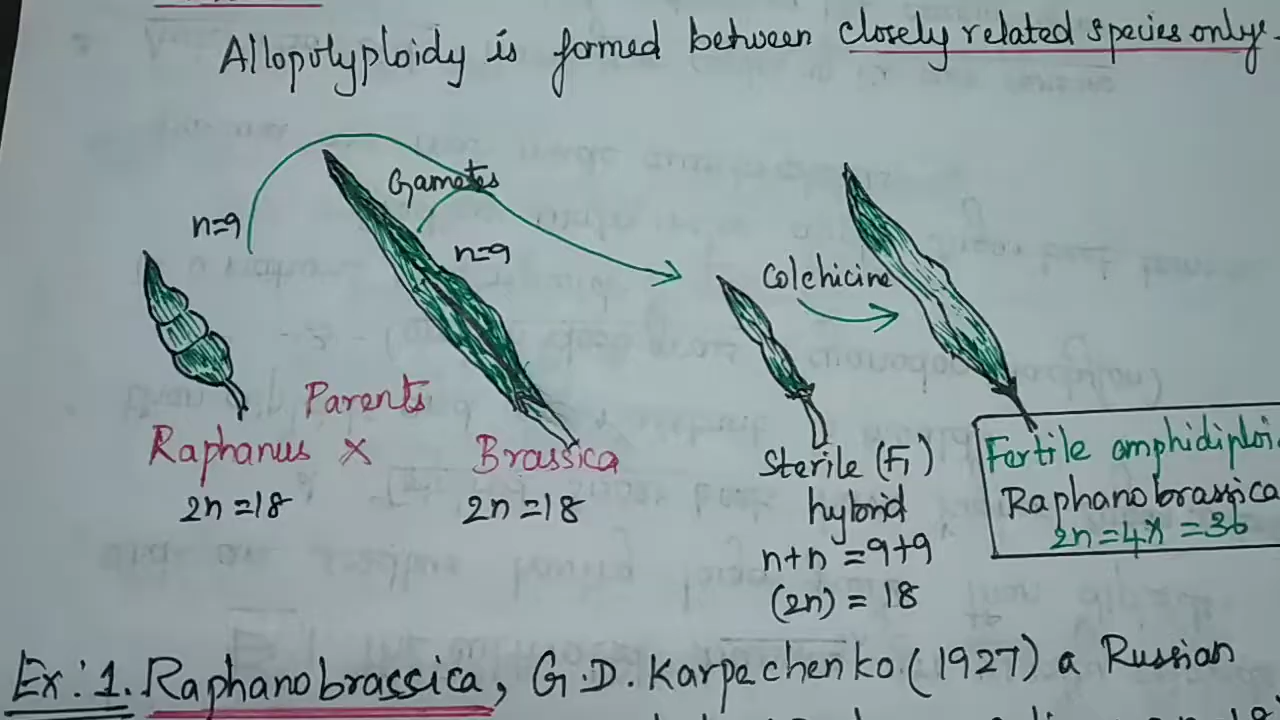 Allopolyploidy is formed between closely related species only.
Gametes
n=9
n=9
Colchicine
Parents
Raphanus × Brassica
2n=18 2n=18
Sterile (F1)
hybrid
n+n =9+9
(2n) = 18
Fertile amphidiploi
Raphanobrassica
2n=4x =36
Ex:1. Raphanobrassica, G.D. Karpechenko (1927) a Russian